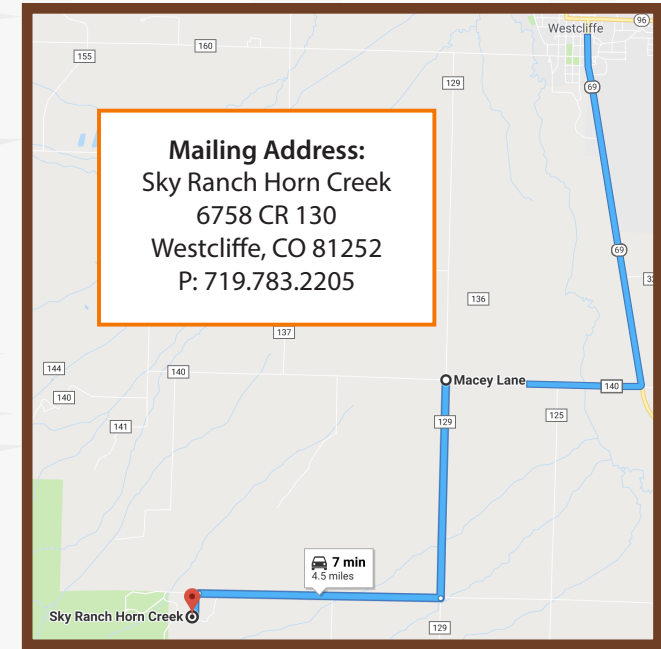 Westcliffe
96
160
155
129
69
Mailing Address:
Sky Ranch Horn Creek
6758 CR 130
Westcliffe, CO 81252
P: 719.783.2205
69
136
137
144
140
Macey Lane
140
140
129
125
141
7 min
4.5 miles
Sky Ranch Horn Creek
129